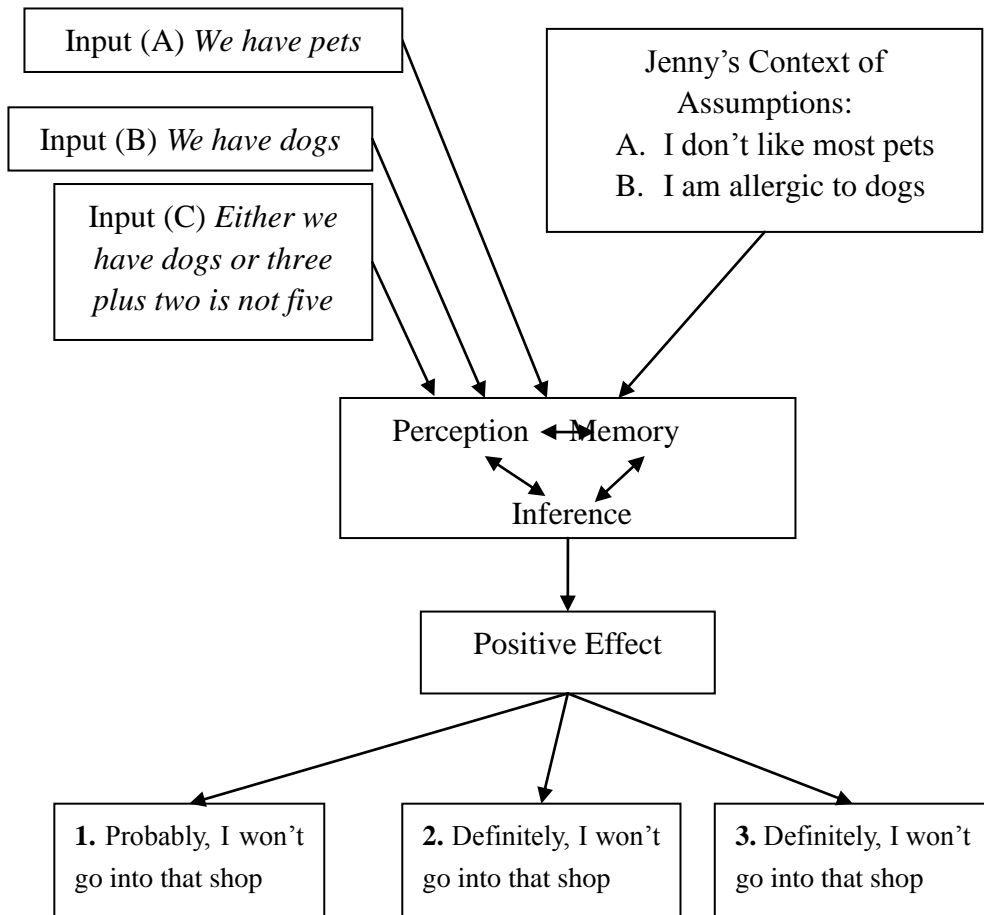 Input (A) We have pets
Input (B) We have dogs
Input (C) Either we
have dogs or three
plus two is not five
Jenny’s Context of
Assumptions:
A. I don’t like most pets
B. I am allergic to dogs
Perception Memory
Inference
Positive Effect
1. Probably, I won’t
go into that shop
2. Definitely, I won’t
go into that shop
3. Definitely, I won’t
go into that shop